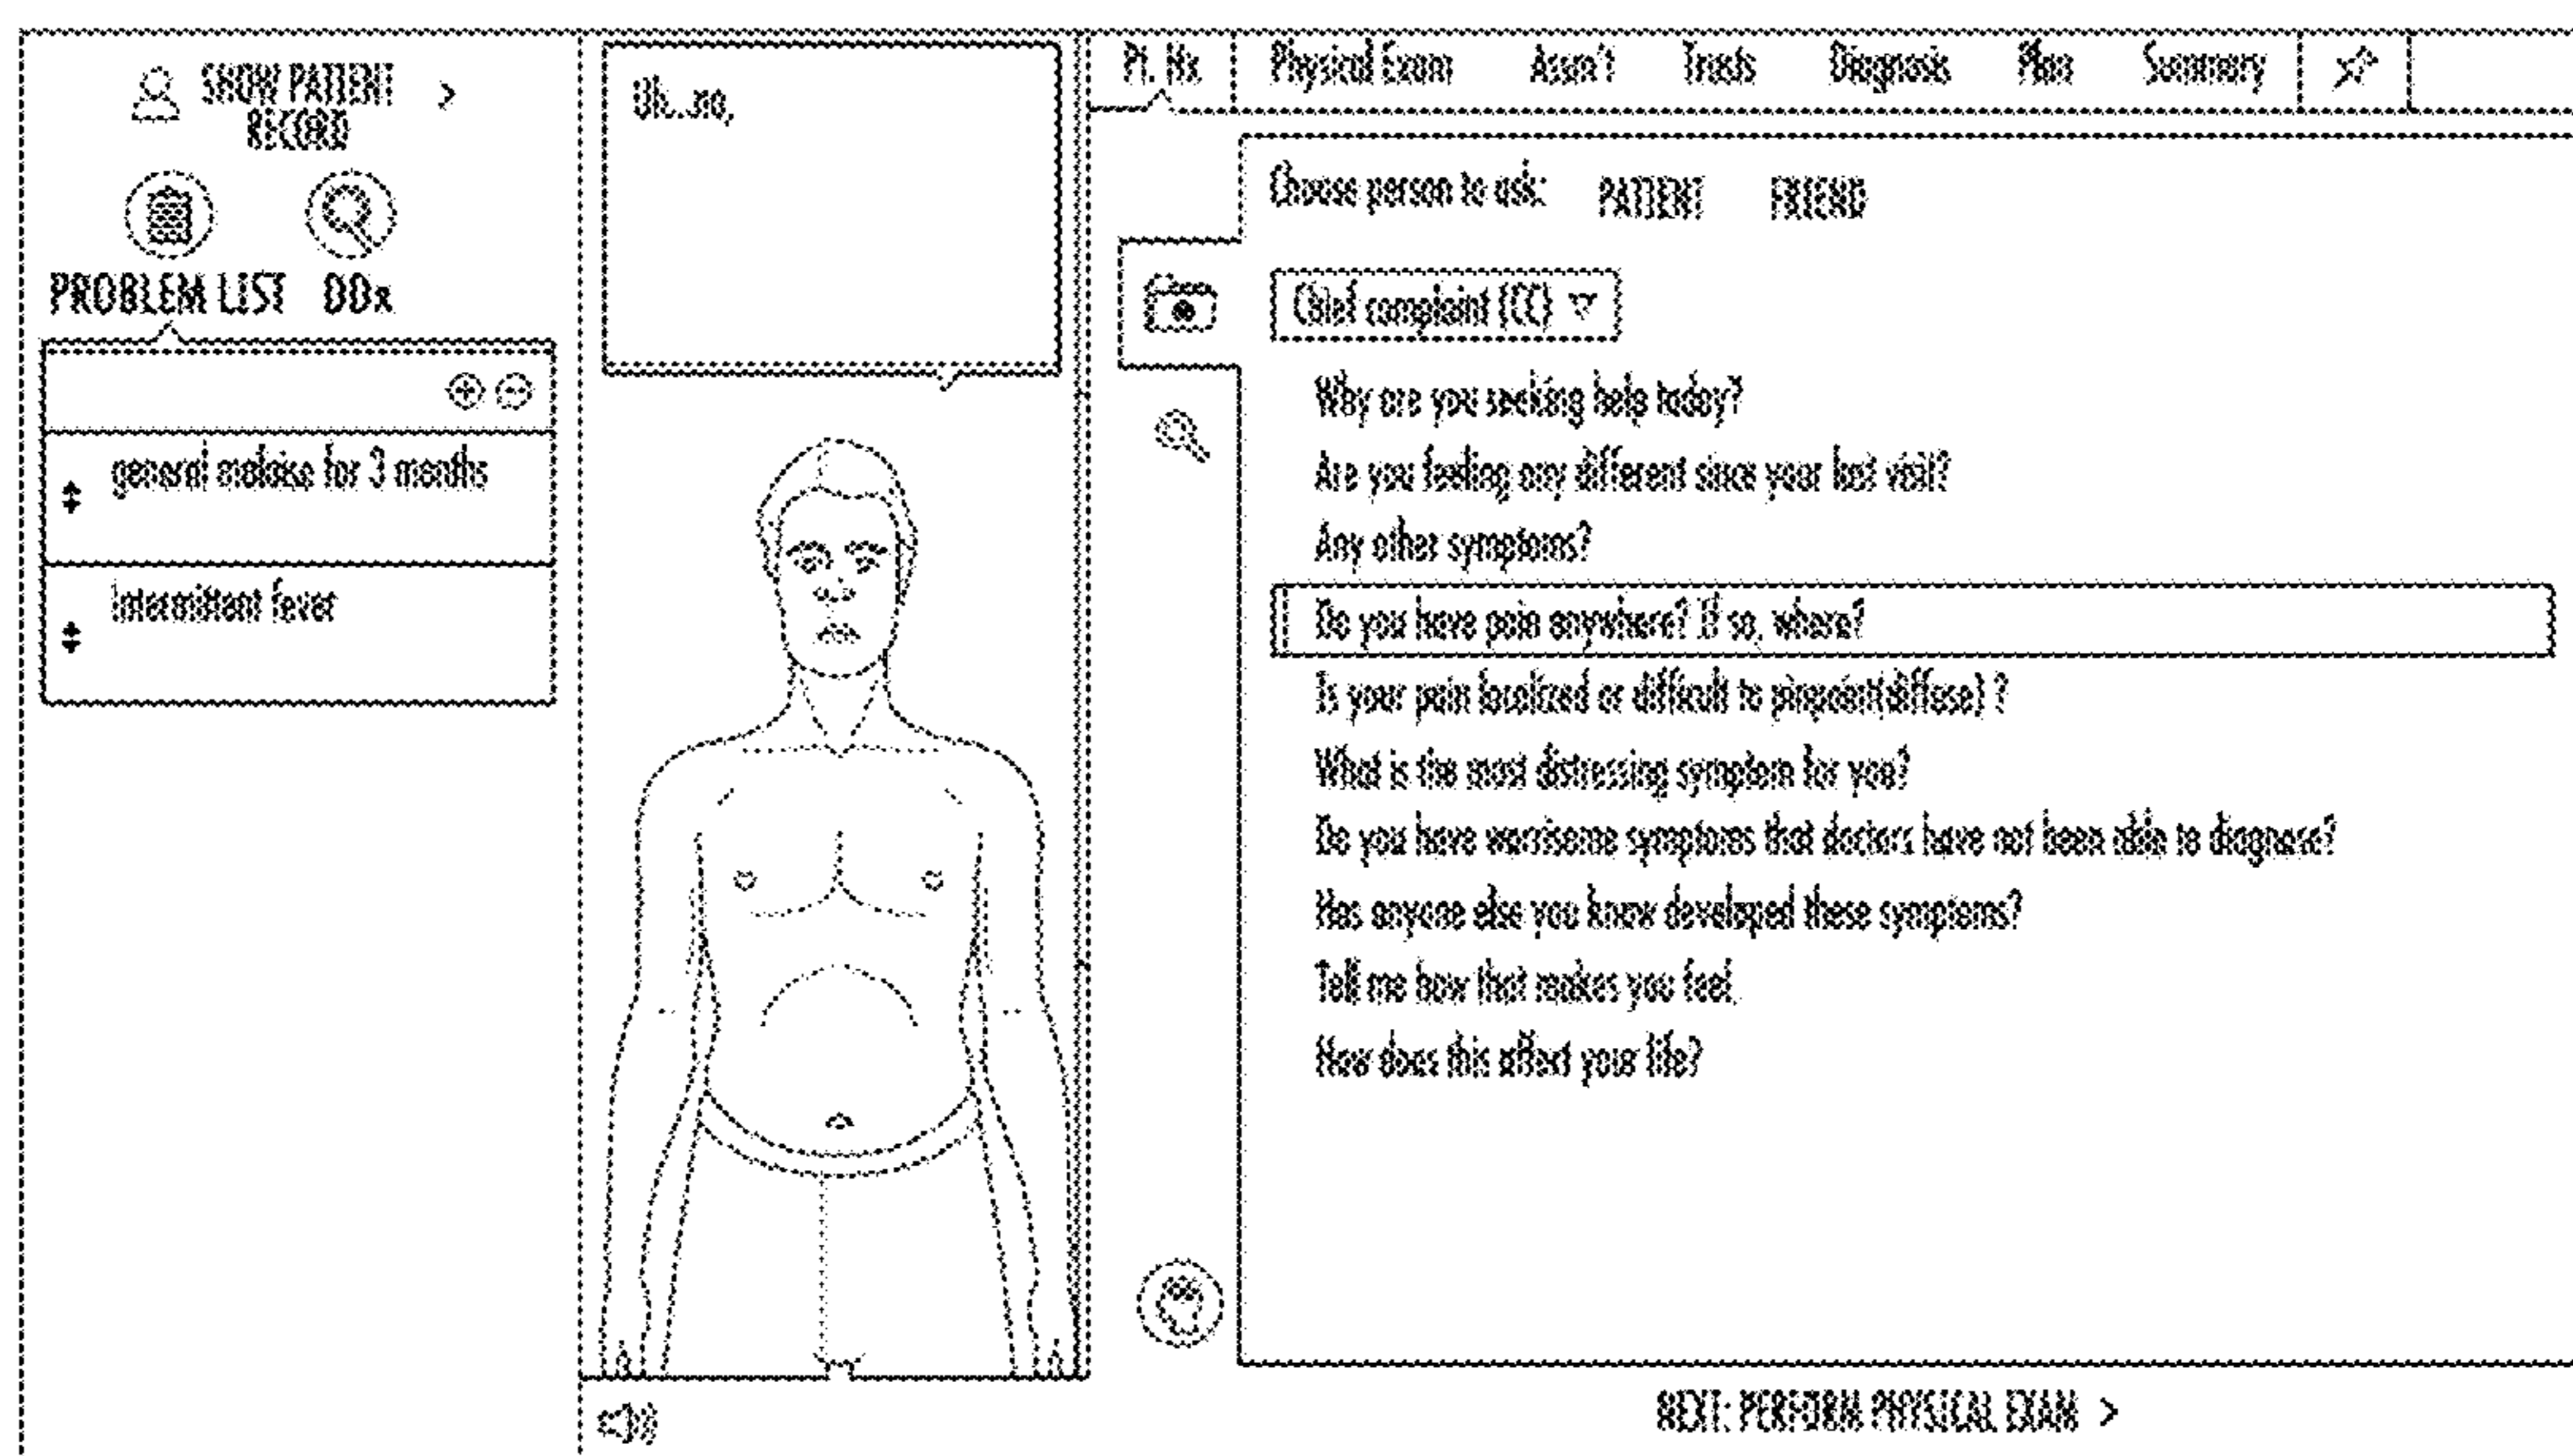 SHOW PATIENT
RECORD
PROBLEM LIST
DDx
general malaise for 3 months
intermittent fever
Uh..no,
Pt. Hx
Physical Exam
Asum't
Trusts
Diagnosis
Plan
Summary
Choose person to ask: PATIENT FRIEND
Chief complaint (CC)
Why are you seeking help today?
Are you feeling any different since your last visit?
Any other symptoms?
Do you have pain anywhere? If so, where?
Is your pain localized or difficult to pinpoint(diffuse) ?
What is the most distressing symptom for you?
Do you have worrisome symptoms that doctors have not been able to diagnose?
Has anyone else you know developed these symptoms?
Tell me how that makes you feel.
How does this affect your life?
NEXT: PERFORM PHYSICAL EXAM >